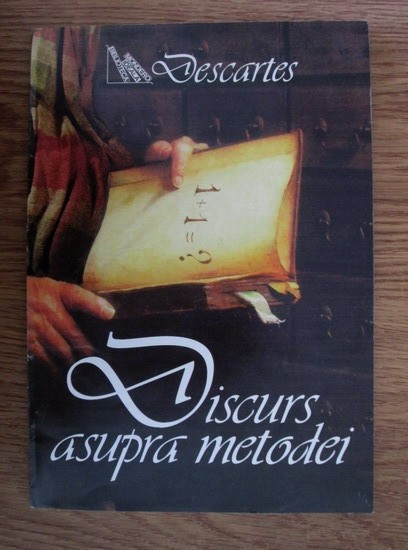 Descartes
1+1=?
Discurs
asupra metodei